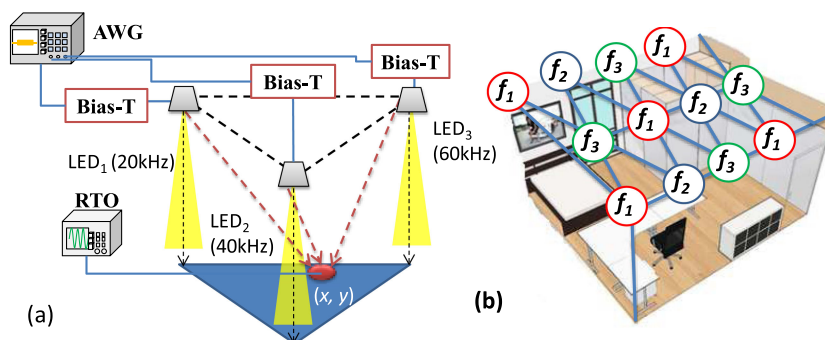 AWG
Bias-T
Bias-T
Bias-T
LED₁ (20kHz)
LED₃
(60kHz)
RTO
LED₂
(40kHz)
(x, y)
(a)
f₁
f₃
f₂
f₃
f₁
f₂
f₁
f₃
f₁
f₃
f₂
f₁
(b)